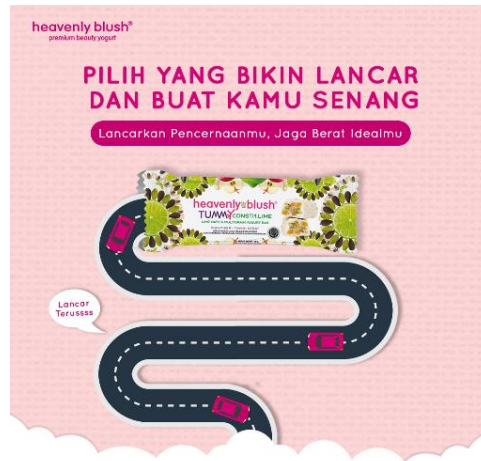 heavenly blush®
premium beauty yogurt
PILIH YANG BIKIN LANCAR
DAN BUAT KAMU SENANG
Lancarkan Pencernaanmu, Jaga Berat Idealmu
heavenly blush®
TUMMY
Lancar
Terussss